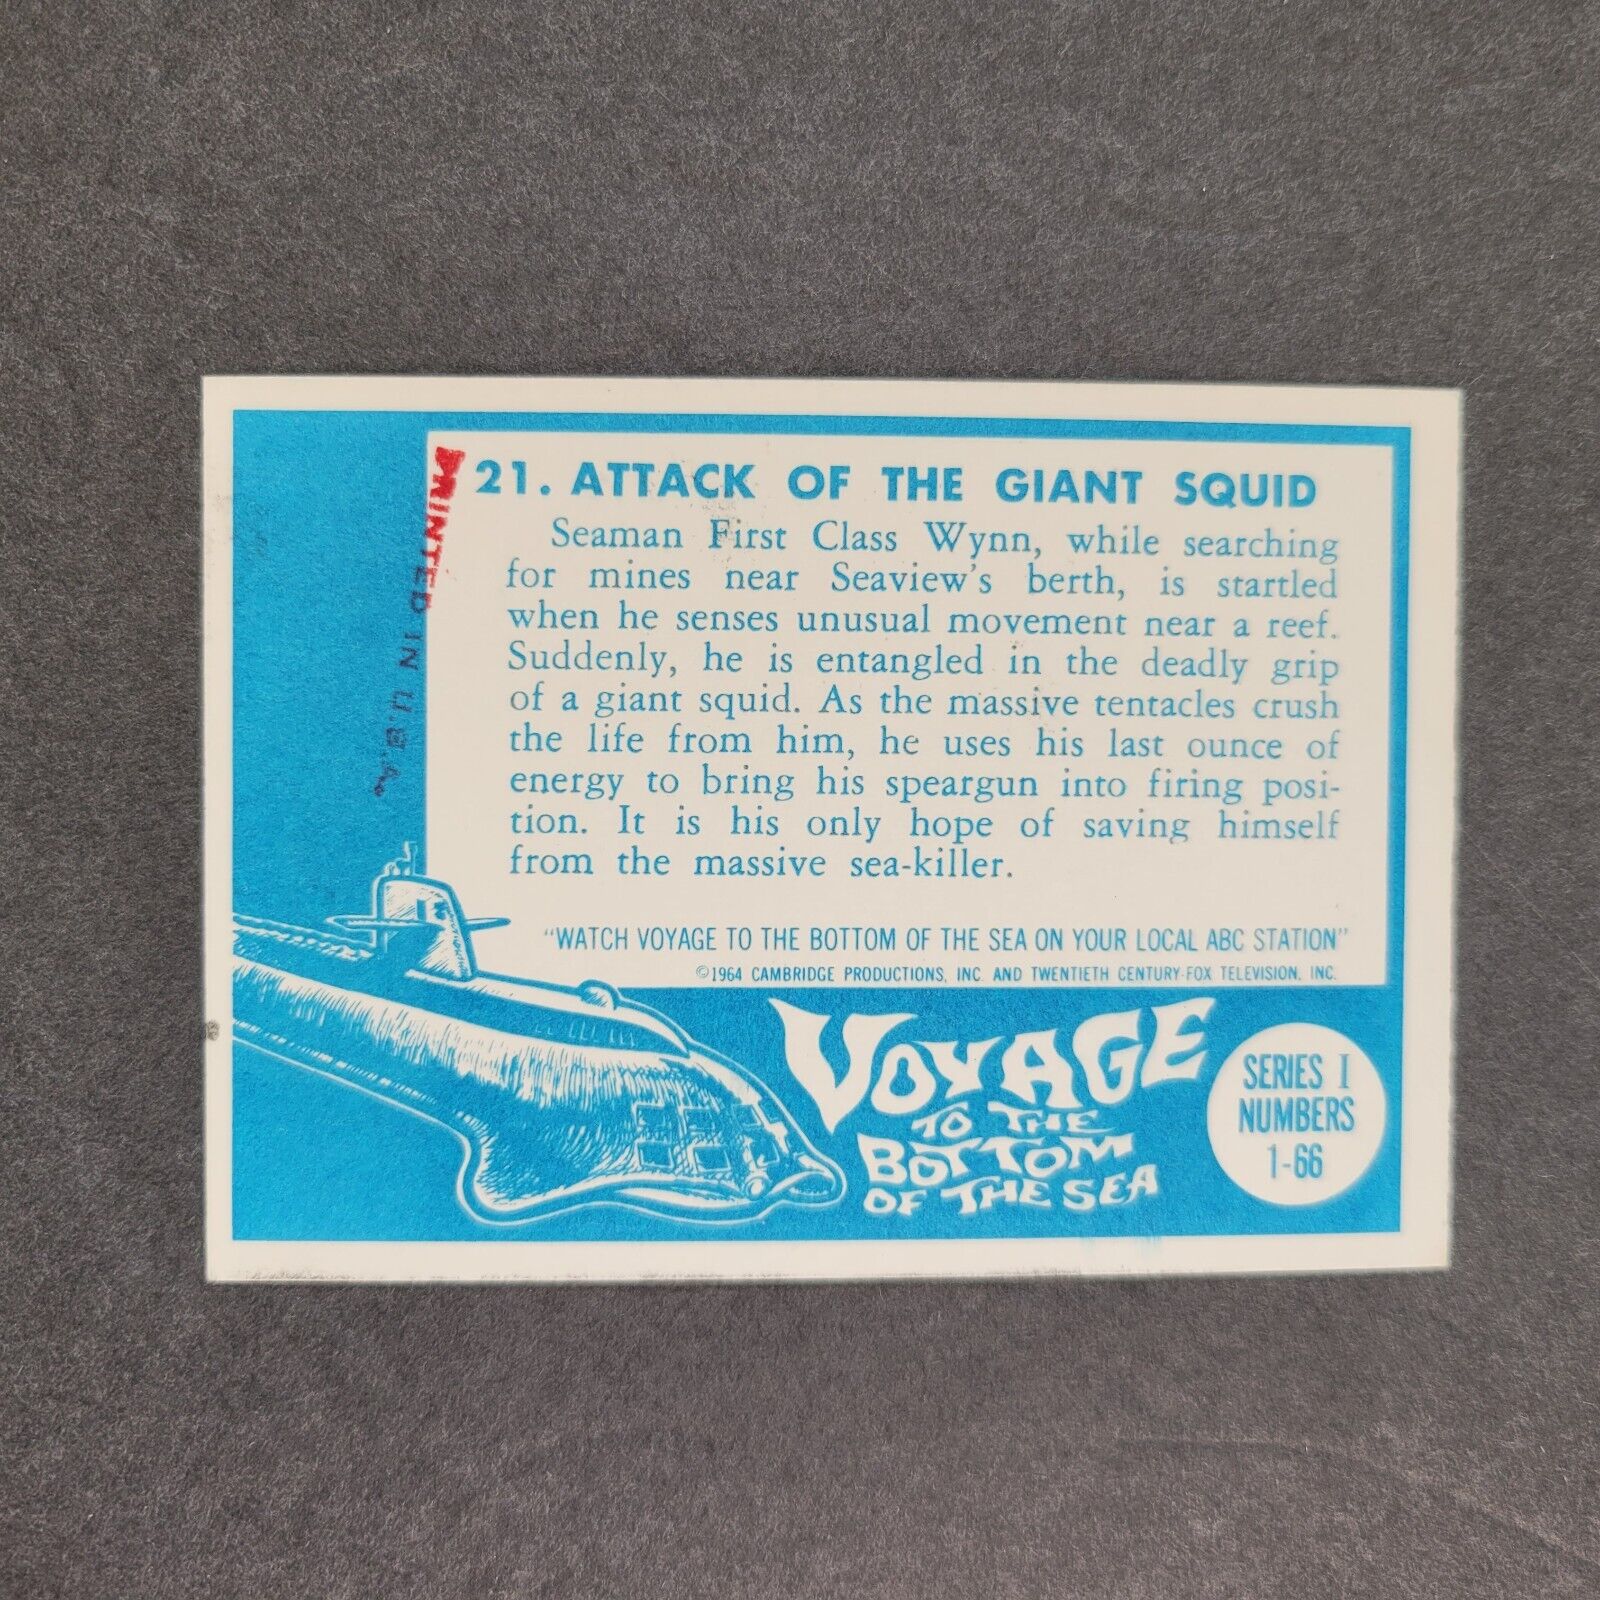 21. ATTACK OF THE GIANT SQUID
Seaman First Class Wynn, while searching
for mines near Seaview's berth, is startled
when he senses unusual movement near a reef.
Suddenly, he is entangled in the deadly grip
of a giant squid. As the massive tentacles crush
the life from him, he uses his last ounce of
energy to bring his speargun into firing posi-
tion. It is his only hope of saving himself
from the massive sea-killer.
"WATCH VOYAGE TO THE BOTTOM OF THE SEA ON YOUR LOCAL ABC STATION"
©1964 CAMBRIDGE PRODUCTIONS, INC. AND TWENTIETH CENTURY-FOX TELEVISION, INC.
PRINTED IN U.S.A.
VOYAGE
TO THE
BOTTOM
OF THE SEA
SERIES I
NUMBERS
1-66